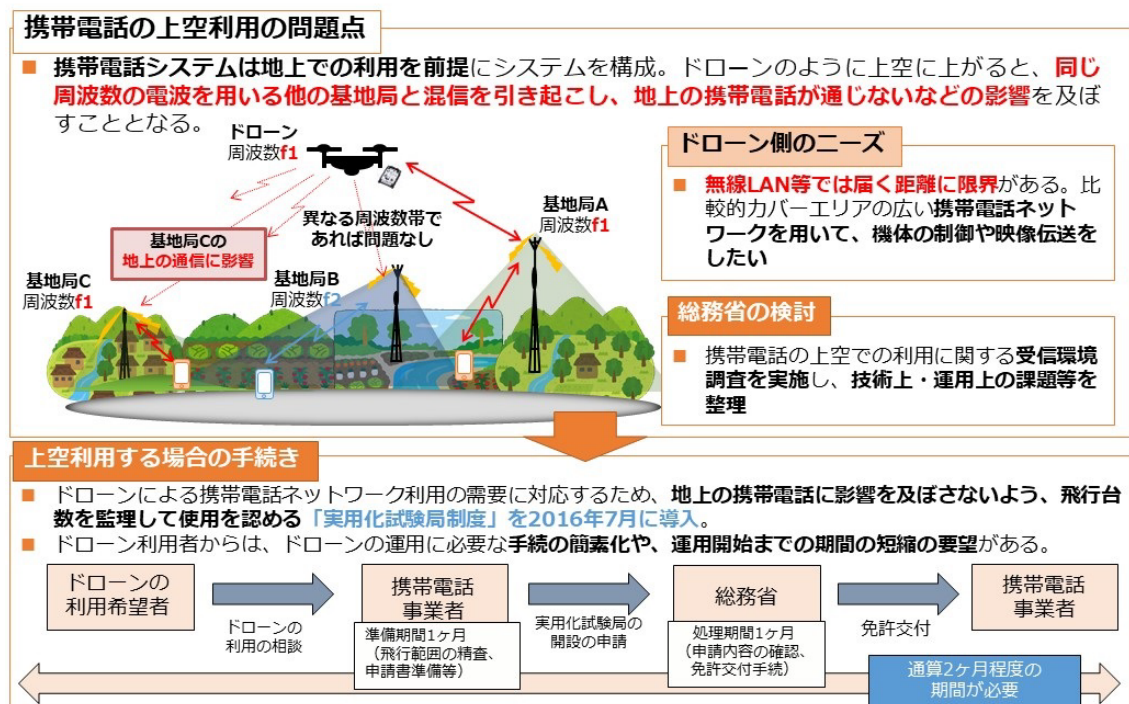 携帯電話の上空利用の問題点
■ 携帯電話システムは地上での利用を前提にシステムを構成。ドローンのように上空に上がると、同じ
周波数の電波を用いる他の基地局と混信を引き起こし、地上の携帯電話が通じないなどの影響を及ぼ
すこととなる。
ドローン
周波数f1
異なる周波数帯で
あれば問題なし
基地局A
周波数f1
基地局Cの
地上の通信に影響
基地局C
周波数f1
基地局B
周波数f2
ドローン側のニーズ
■ 無線LAN等では届く距離に限界がある。比
較的カバーエリアの広い携帯電話ネット
ワークを用いて、機体の制御や映像伝送を
したい
総務省の検討
■ 携帯電話の上空での利用に関する受信環境
調査を実施し、技術上・運用上の課題等を
整理
上空利用する場合の手続き
■ ドローンによる携帯電話ネットワーク利用の需要に対応するため、地上の携帯電話に影響を及ぼさないよう、飛行台
数を監理して使用を認める「実用化試験局制度」を2016年7月に導入。
■ ドローン利用者からは、ドローンの運用に必要な手続の簡素化や、運用開始までの期間の短縮の要望がある。
ドローンの
利用希望者
ドローンの
利用の相談
携帯電話
事業者
準備期間1ヶ月
（飛行範囲の精査、
申請書準備等）
実用化試験局の
開設の申請
総務省
処理期間1ヶ月
（申請内容の確認、
免許交付手続）
免許交付
携帯電話
事業者
通算2ヶ月程度の
期間が必要